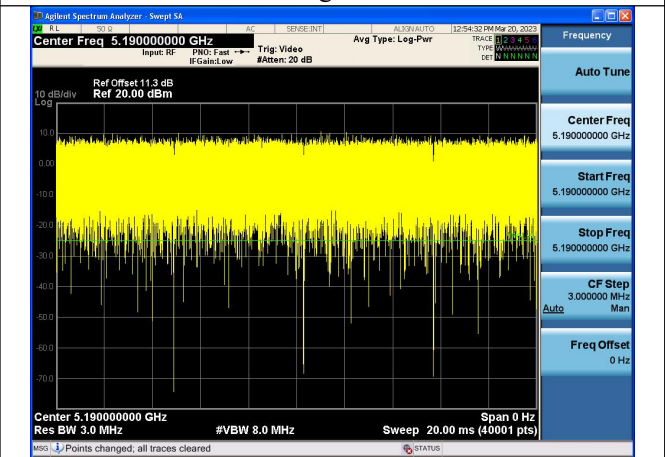 Agilent Spectrum Analyzer - Swept SA
RL 50 Ω AC SENSE:INT ALIGNAUTO 12:54:32 PM Mar 20, 2023
Center Freq 5.190000000 GHz
Input: RF PNO: Fast Trig: Video Avg Type: Log-Pwr TRACE 1 2 3 4 5 6
IFGain:Low #Atten: 20 dB TYPE
DET N N N N N N
Ref Offset 11.3 dB
10 dB/div Ref 20.00 dBm
Log
10.0
0.00
-10.0
-20.0
-30.0
-40.0
-50.0
-60.0
-70.0
Center 5.190000000 GHz Span 0 Hz
Res BW 3.0 MHz #VBW 8.0 MHz Sweep 20.00 ms (40001 pts)
MSG Points changed; all traces cleared STATUS
Frequency
Auto Tune
Center Freq
5.190000000 GHz
Start Freq
5.190000000 GHz
Stop Freq
5.190000000 GHz
CF Step
3.000000 MHz
Auto Man
Freq Offset
0 Hz